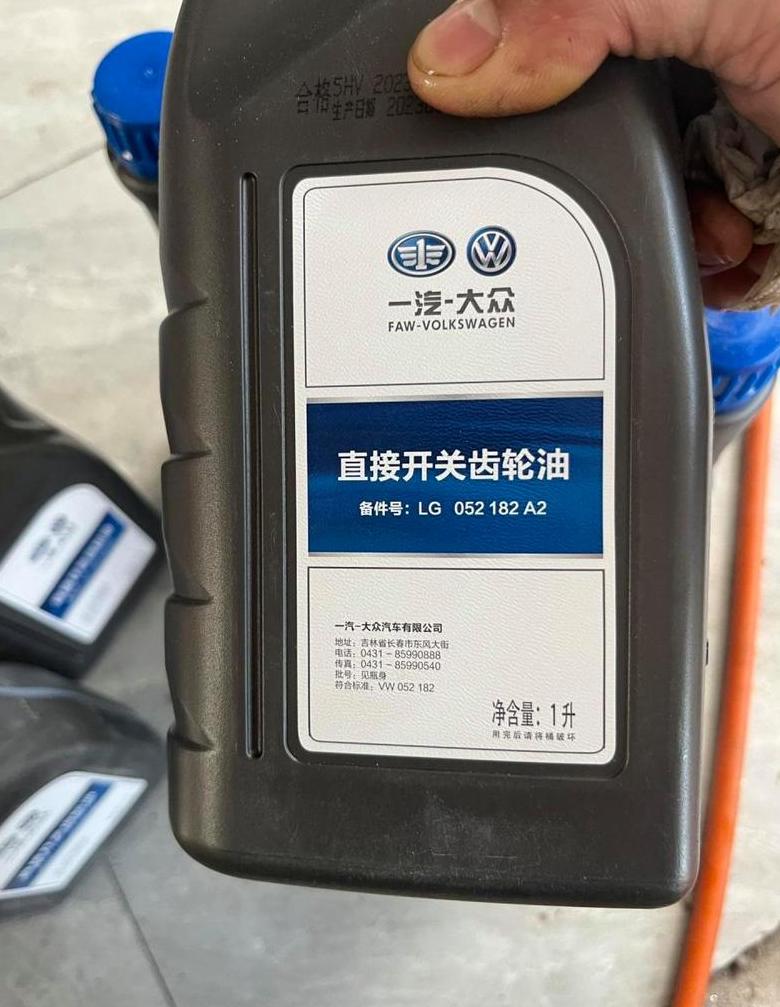 合格 5HV 2023
生产日期 2023
一汽-大众
FAW-VOLKSWAGEN
直接开关齿轮油
备件号：LG 052 182 A2
一汽-大众汽车有限公司
地址：吉林省长春市东风大街
电话：0431-85990888
传真：0431-85990540
批号：见瓶身
符合标准：VW 052 182
净含量：1升
用完后请将桶破坏